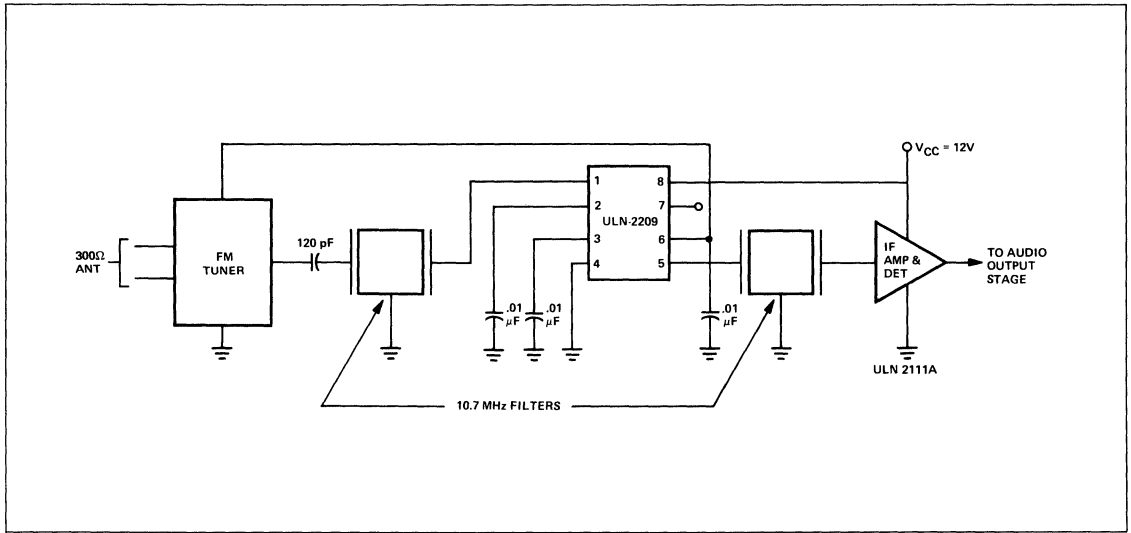 VCC = 12V
1 8
2 7
ULN-2209
3 6
4 5
300Ω
ANT
FM
TUNER
120 pF
IF
AMP &
DET
TO AUDIO
OUTPUT
STAGE
.01
μF
.01
μF
.01
μF
ULN 2111A
10.7 MHz FILTERS